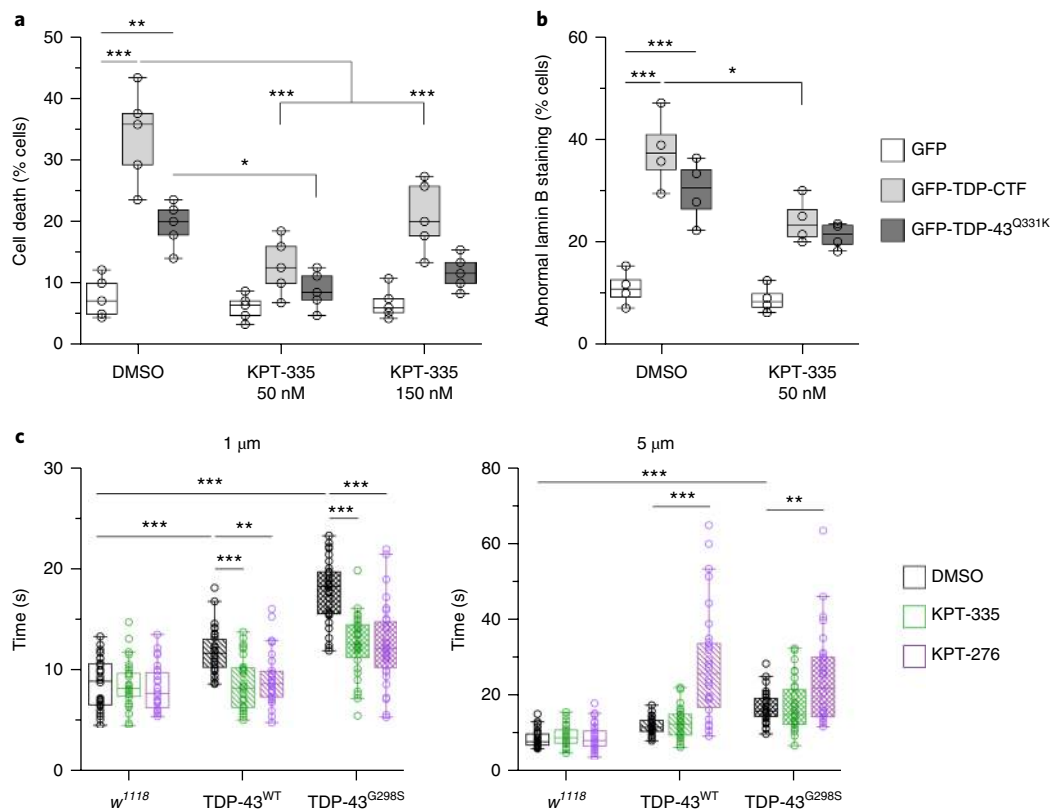 a
Cell death (% cells)
50
40
30
20
10
0
**
***
***
***
*
DMSO
KPT-335
50 nM
KPT-335
150 nM
b
Abnormal lamin B staining (% cells)
60
40
20
0
***
***
*
DMSO
KPT-335
50 nM
GFP
GFP-TDP-CTF
GFP-TDP-43Q331K
c
1 μm
Time (s)
30
20
10
0
***
***
***
**
***
***
w1118
TDP-43WT
TDP-43G298S
5 μm
Time (s)
80
60
40
20
0
***
***
**
w1118
TDP-43WT
TDP-43G298S
DMSO
KPT-335
KPT-276